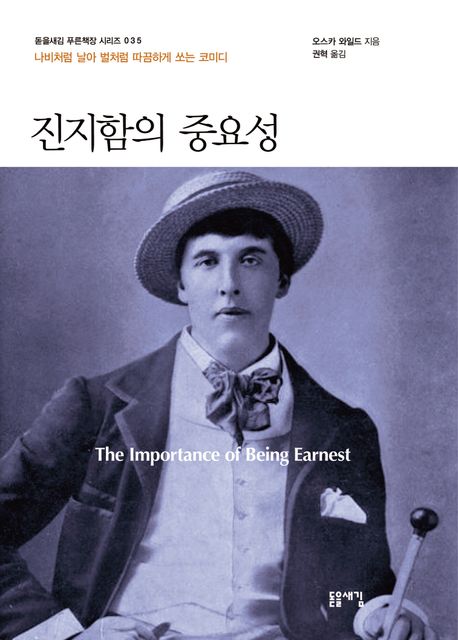 돋을새김 푸른책장 시리즈 035
나비처럼 날아 벌처럼 따끔하게 쏘는 코미디
오스카 와일드 지음
권혁 옮김
진지함의 중요성
The Importance of Being Earnest
돋을새김